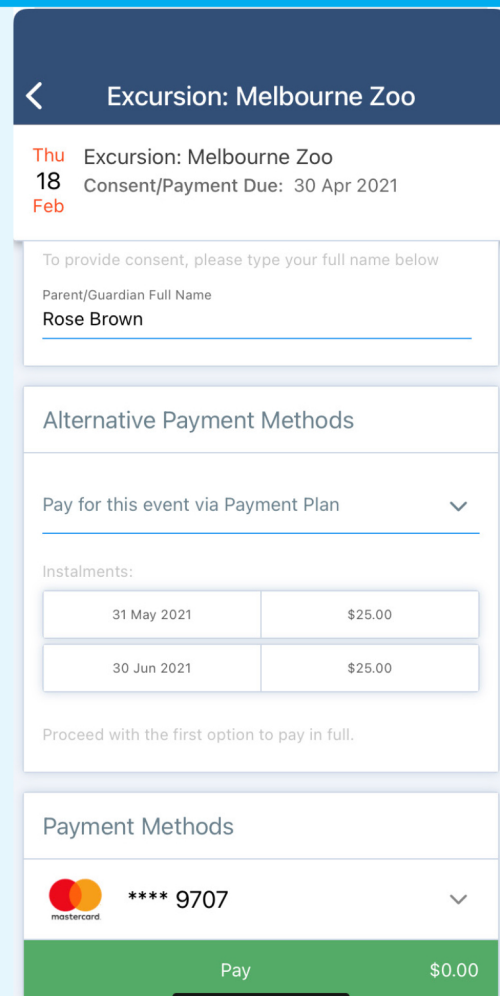 Excursion: Melbourne Zoo
Thu
18
Feb
Excursion: Melbourne Zoo
Consent/Payment Due: 30 Apr 2021
To provide consent, please type your full name below
Parent/Guardian Full Name
Rose Brown
Alternative Payment Methods
Pay for this event via Payment Plan
Instalments:
31 May 2021 $25.00
30 Jun 2021 $25.00
Proceed with the first option to pay in full.
Payment Methods
mastercard.
**** 9707
Pay $0.00